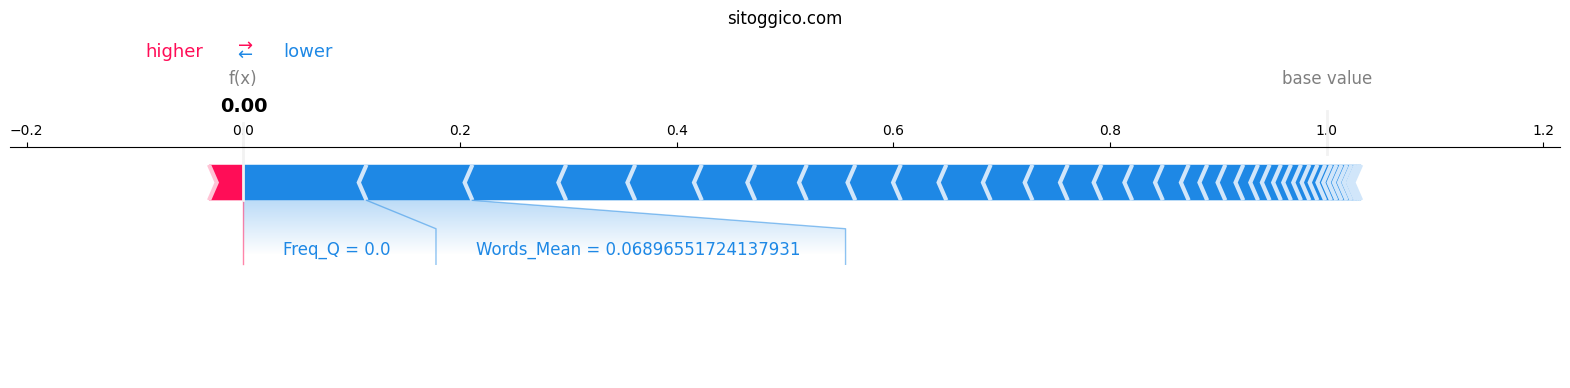 sitoggico.com
higher ⇄ lower
f(x) base value
0.00
−0.2 0.0 0.2 0.4 0.6 0.8 1.0 1.2
Freq_Q = 0.0 Words_Mean = 0.06896551724137931